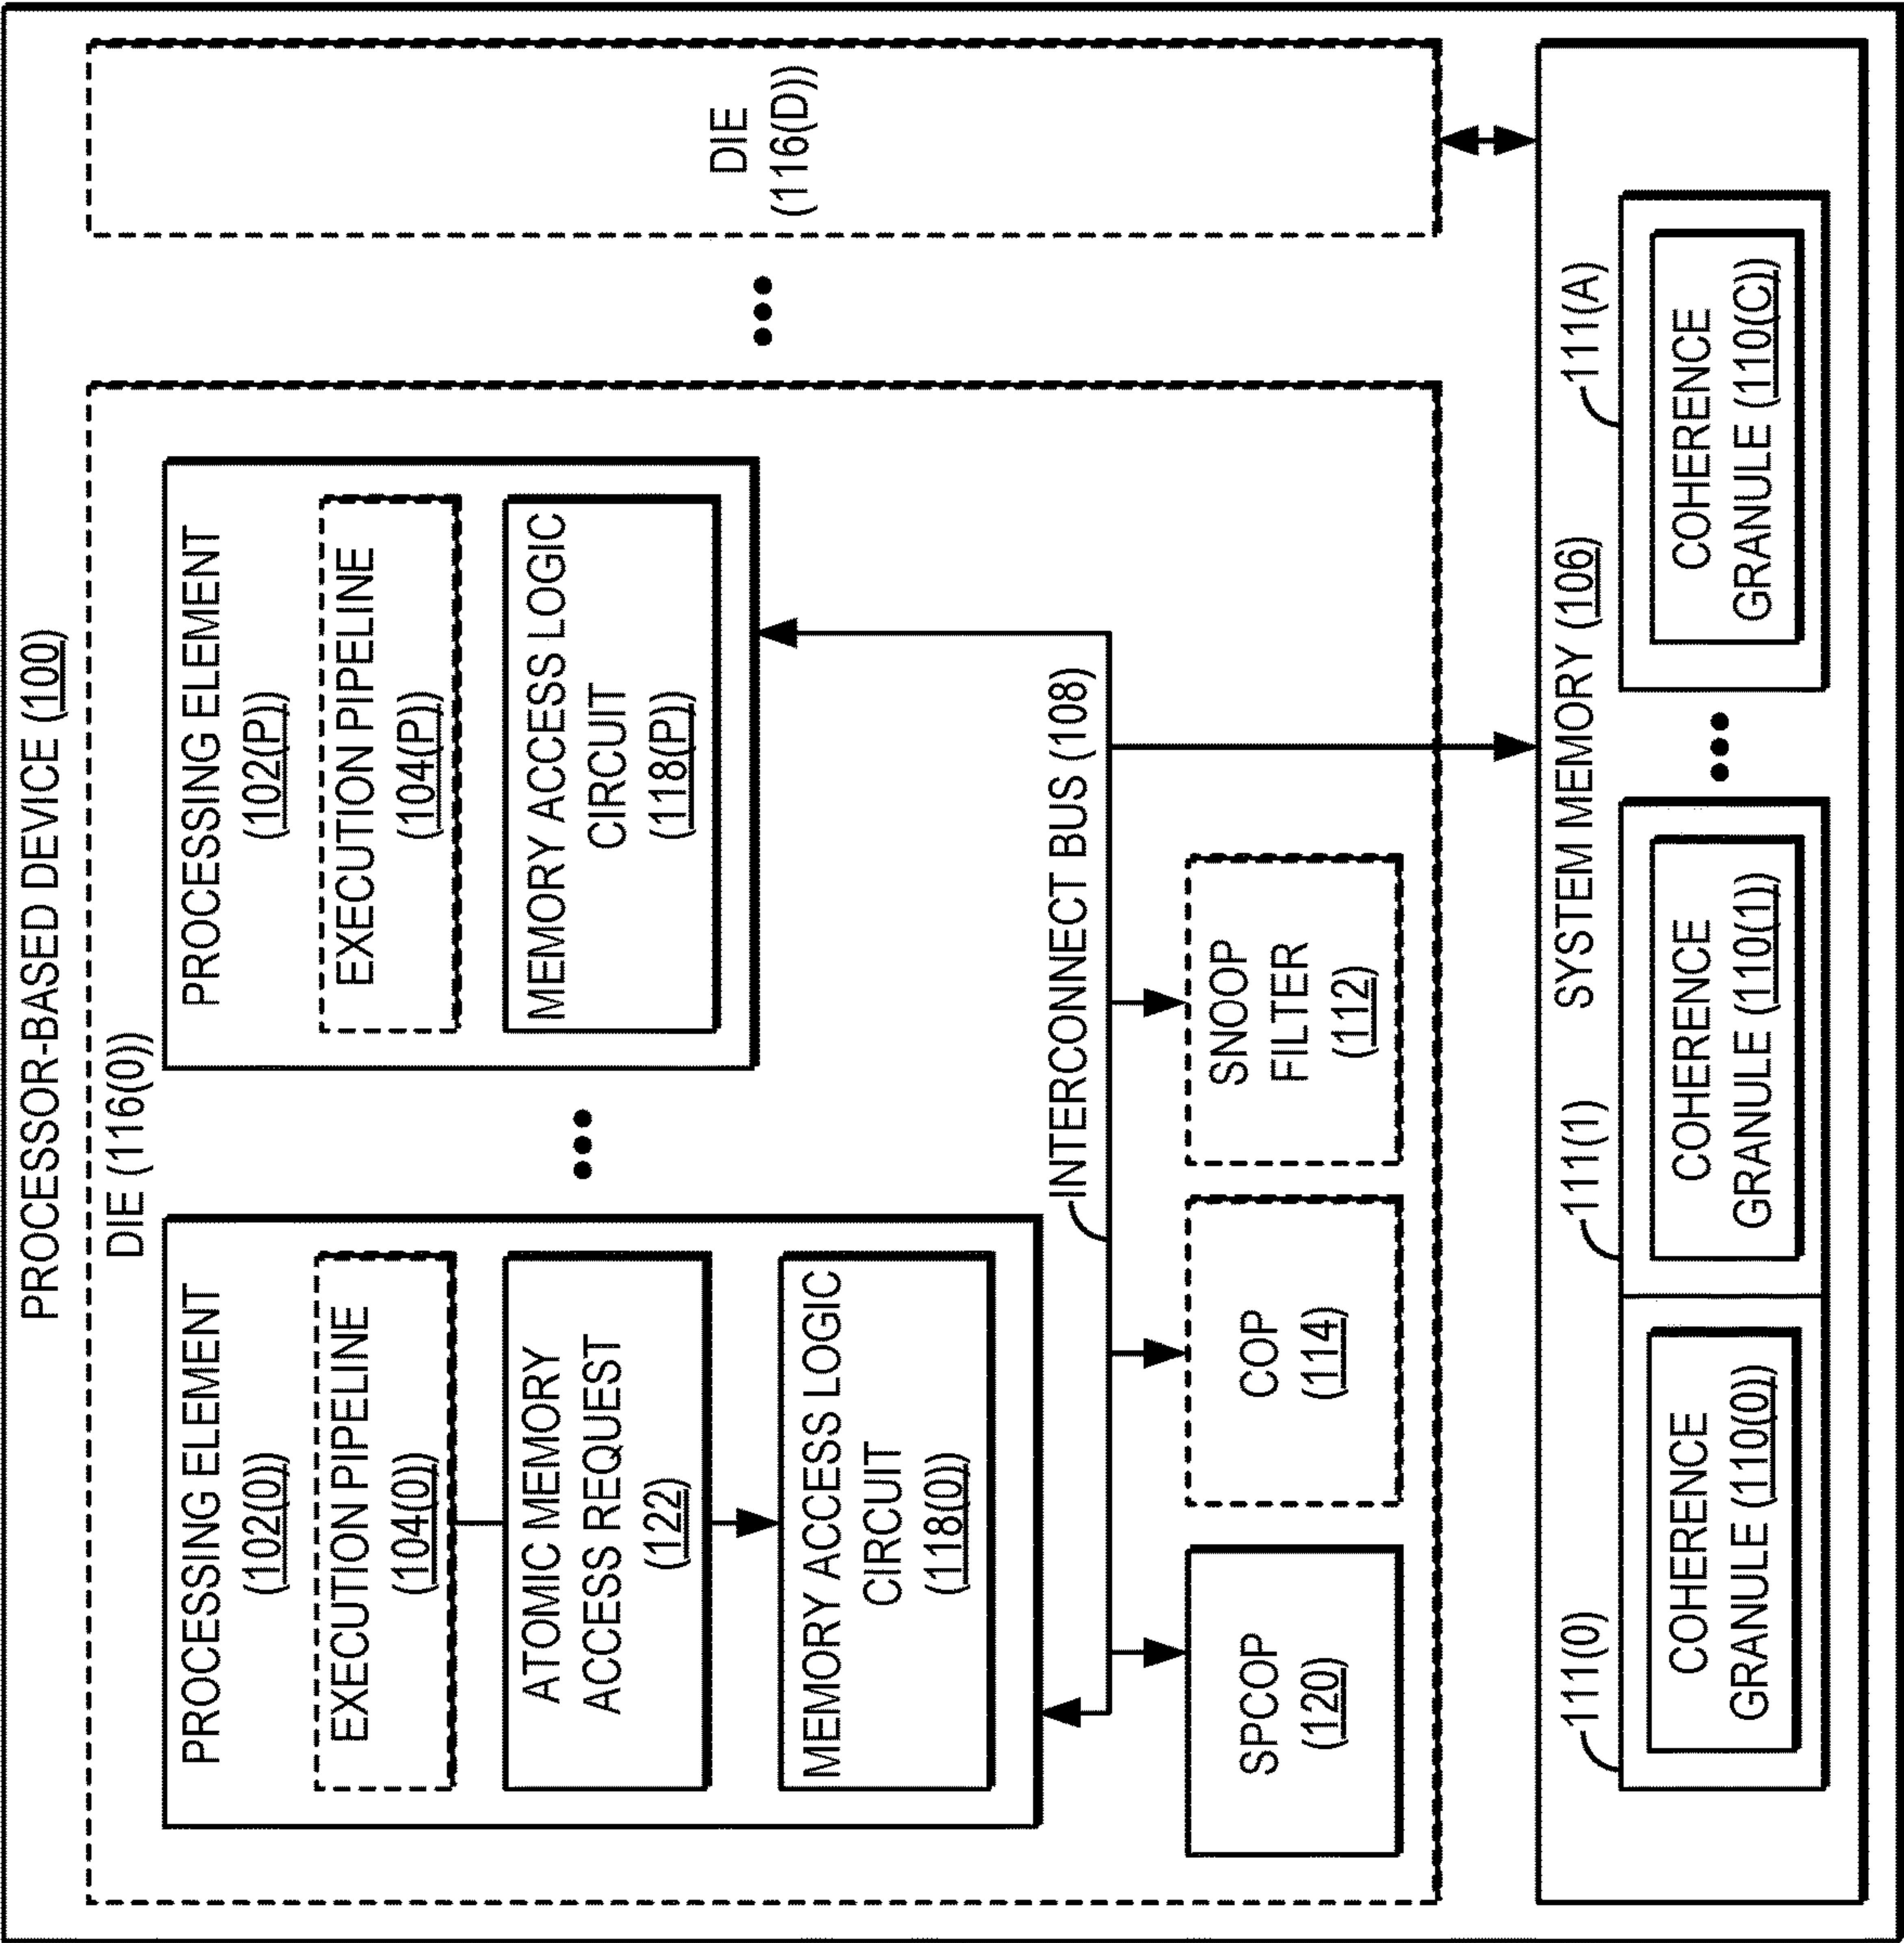 PROCESSOR-BASED DEVICE (100)
DIE (116(0))
PROCESSING ELEMENT
(102(0))
EXECUTION PIPELINE
(104(0))
ATOMIC MEMORY
ACCESS REQUEST
(122)
MEMORY ACCESS LOGIC
CIRCUIT
(118(0))
PROCESSING ELEMENT
(102(P))
EXECUTION PIPELINE
(104(P))
MEMORY ACCESS LOGIC
CIRCUIT
(118(P))
INTERCONNECT BUS (108)
SPCOP
(120)
COP
(114)
SNOOP
FILTER
(112)
DIE
(116(D))
SYSTEM MEMORY (106)
111(0)
COHERENCE
GRANULE (110(0))
111(1)
COHERENCE
GRANULE (110(1))
111(A)
COHERENCE
GRANULE (110(C))